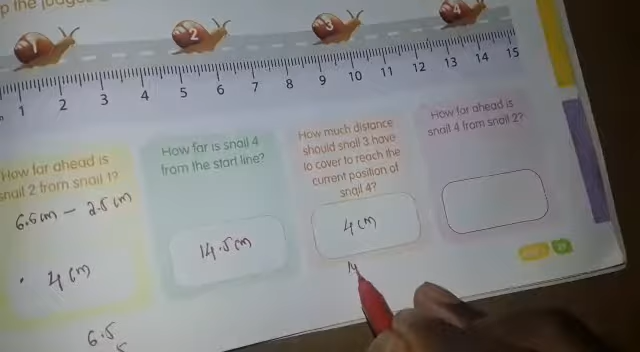 1 2 3 4
1 2 3 4 5 6 7 8 9 10 11 12 13 14 15
How far ahead is
snail 2 from snail 1?
6.5cm - 2.5cm
4cm
6.5
How far is snail 4
from the start line?
14.5cm
How much distance
should snail 3 have
to cover to reach the
current position of
snail 4?
4cm
How far ahead is
snail 4 from snail 2?